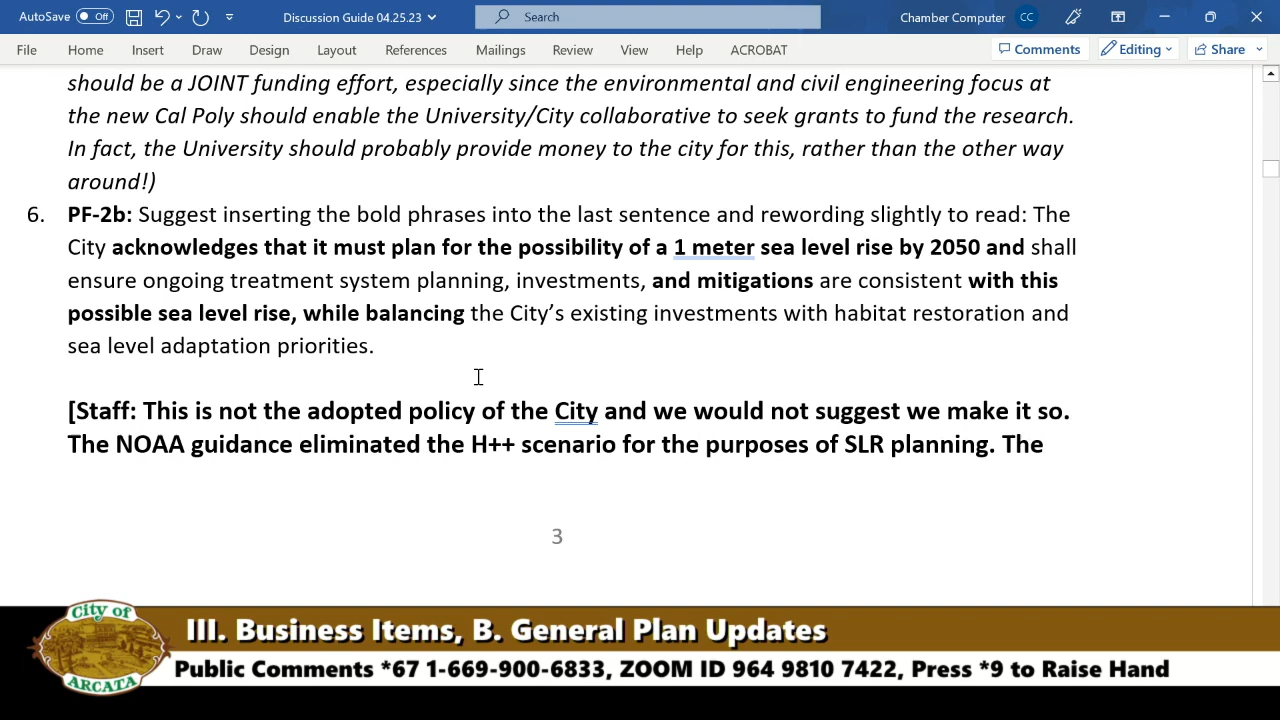 AutoSave Off Discussion Guide 04.25.23 Search Chamber Computer CC
File Home Insert Draw Design Layout References Mailings Review View Help ACROBAT Comments Editing Share
should be a JOINT funding effort, especially since the environmental and civil engineering focus at
the new Cal Poly should enable the University/City collaborative to seek grants to fund the research.
In fact, the University should probably provide money to the city for this, rather than the other way
around!)
6. PF-2b: Suggest inserting the bold phrases into the last sentence and rewording slightly to read: The
City acknowledges that it must plan for the possibility of a 1 meter sea level rise by 2050 and shall
ensure ongoing treatment system planning, investments, and mitigations are consistent with this
possible sea level rise, while balancing the City's existing investments with habitat restoration and
sea level adaptation priorities.
[Staff: This is not the adopted policy of the City and we would not suggest we make it so.
The NOAA guidance eliminated the H++ scenario for the purposes of SLR planning. The
3
City of
ARCATA
III. Business Items, B. General Plan Updates
Public Comments *67 1-669-900-6833, ZOOM ID 964 9810 7422, Press *9 to Raise Hand